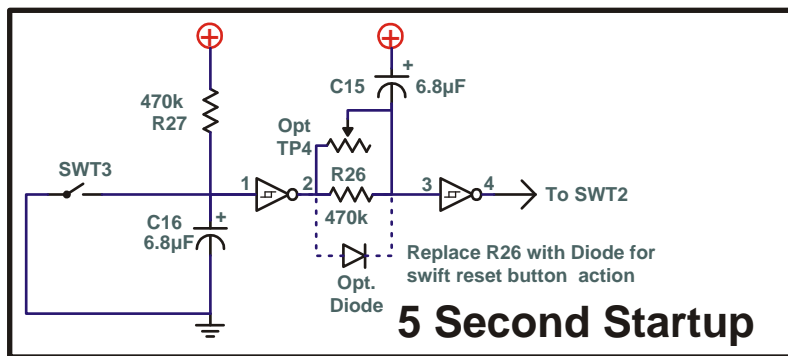 470k
R27
SWT3
C16
+
6.8µF
1
2
Opt
TP4
R26
470k
Opt.
Diode
C15
+
6.8µF
3
4
To SWT2
Replace R26 with Diode for
swift reset button action
5 Second Startup